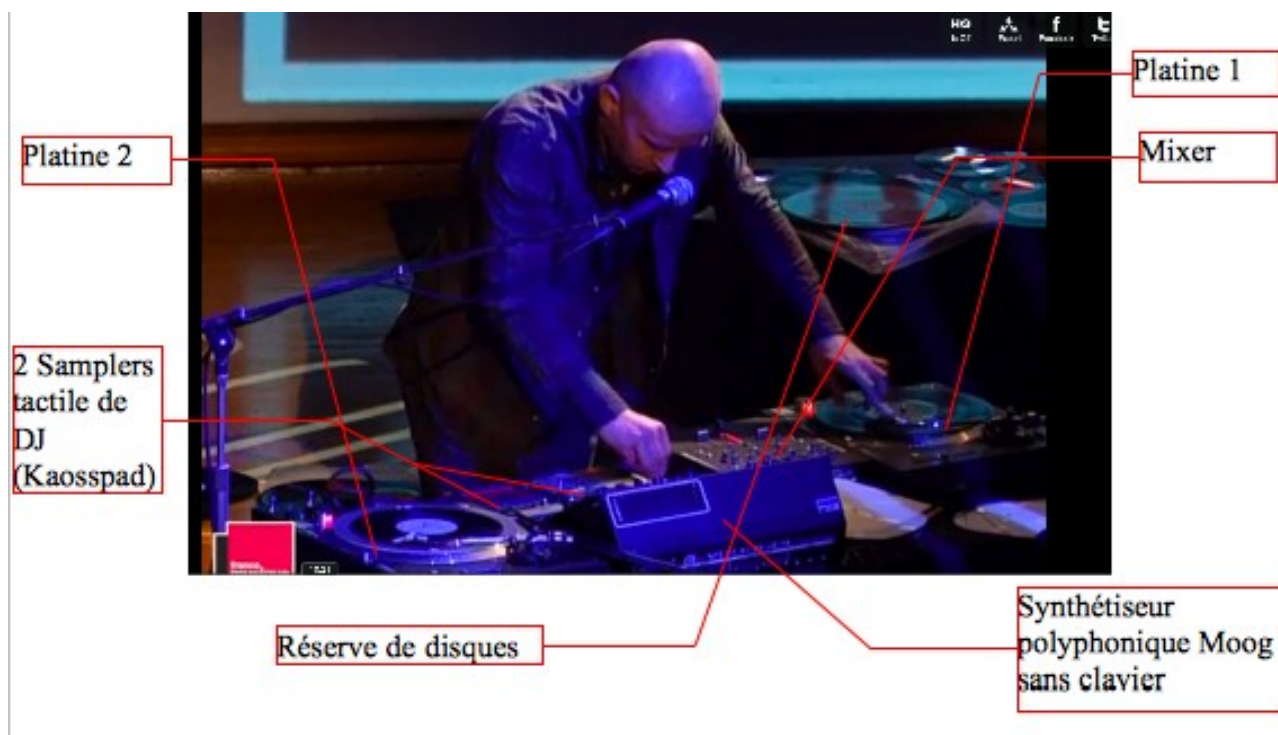 HQ
Platine 1
Mixer
Platine 2
2 Samplers
tactile de
DJ
(Kaosspad)
france
Réserve de disques
Synthétiseur
polyphonique Moog
sans clavier